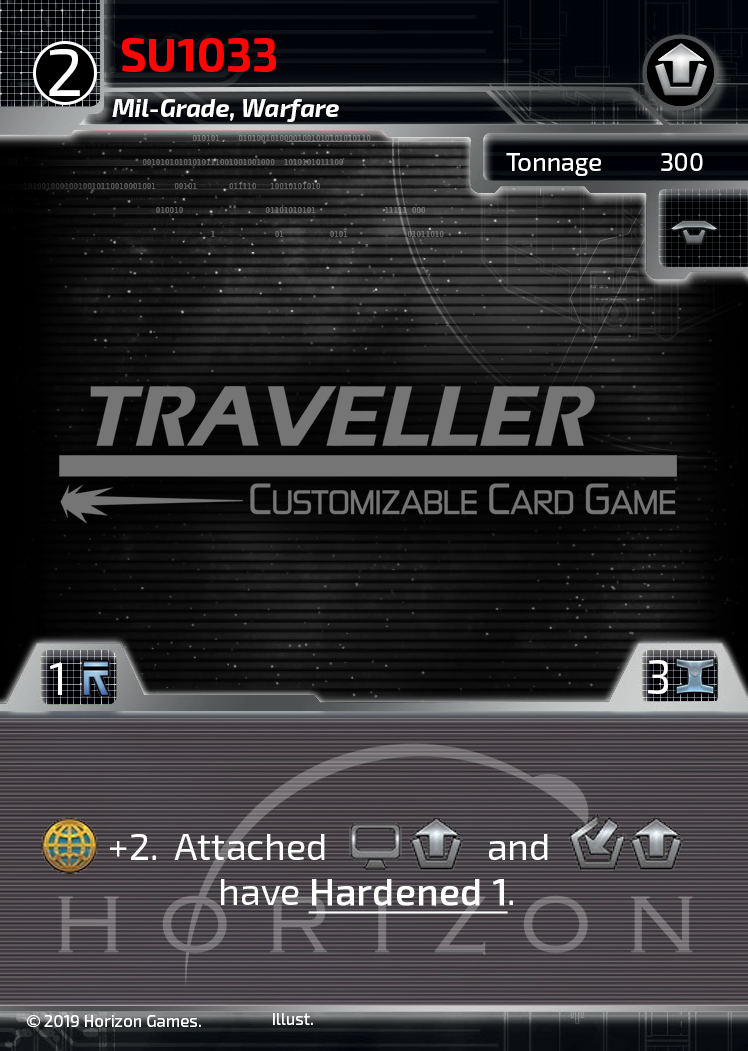 2
SU1033
Mil-Grade, Warfare
Tonnage 300
TRAVELLER
CUSTOMIZABLE CARD GAME
1
3
+2. Attached and
have Hardened 1.
HORIZON
© 2019 Horizon Games. Illust.